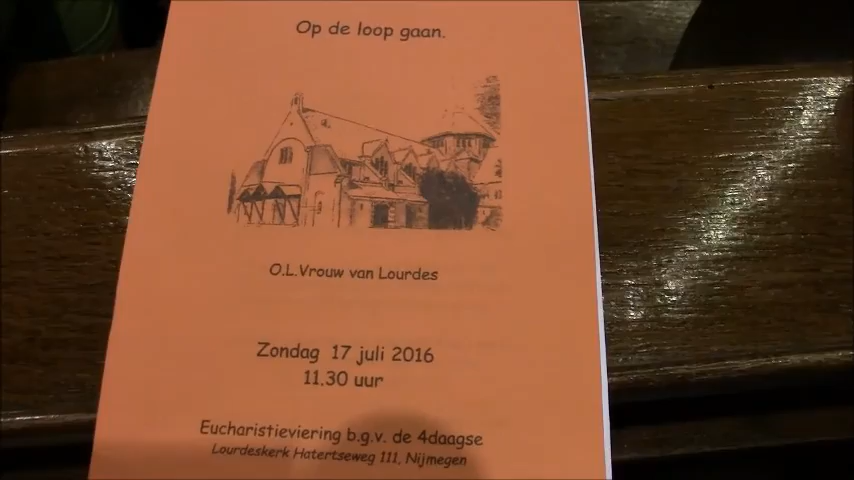 Op de loop gaan.
O.L.Vrouw van Lourdes
Zondag 17 juli 2016
11.30 uur
Eucharistieviering b.g.v. de 4daagse
Lourdeskerk Hatertseweg 111, Nijmegen